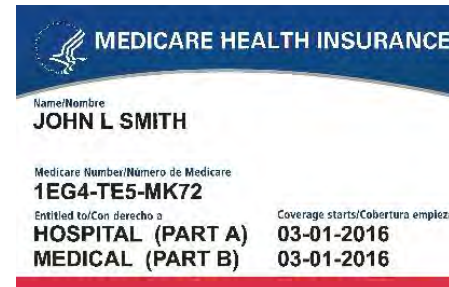 MEDICARE HEALTH INSURANCE
Name/Nombre
JOHN L SMITH
Medicare Number/Número de Medicare
1EG4-TE5-MK72
Entitled to/Con derecho a Coverage starts/Cobertura empieza
HOSPITAL (PART A) 03-01-2016
MEDICAL (PART B) 03-01-2016